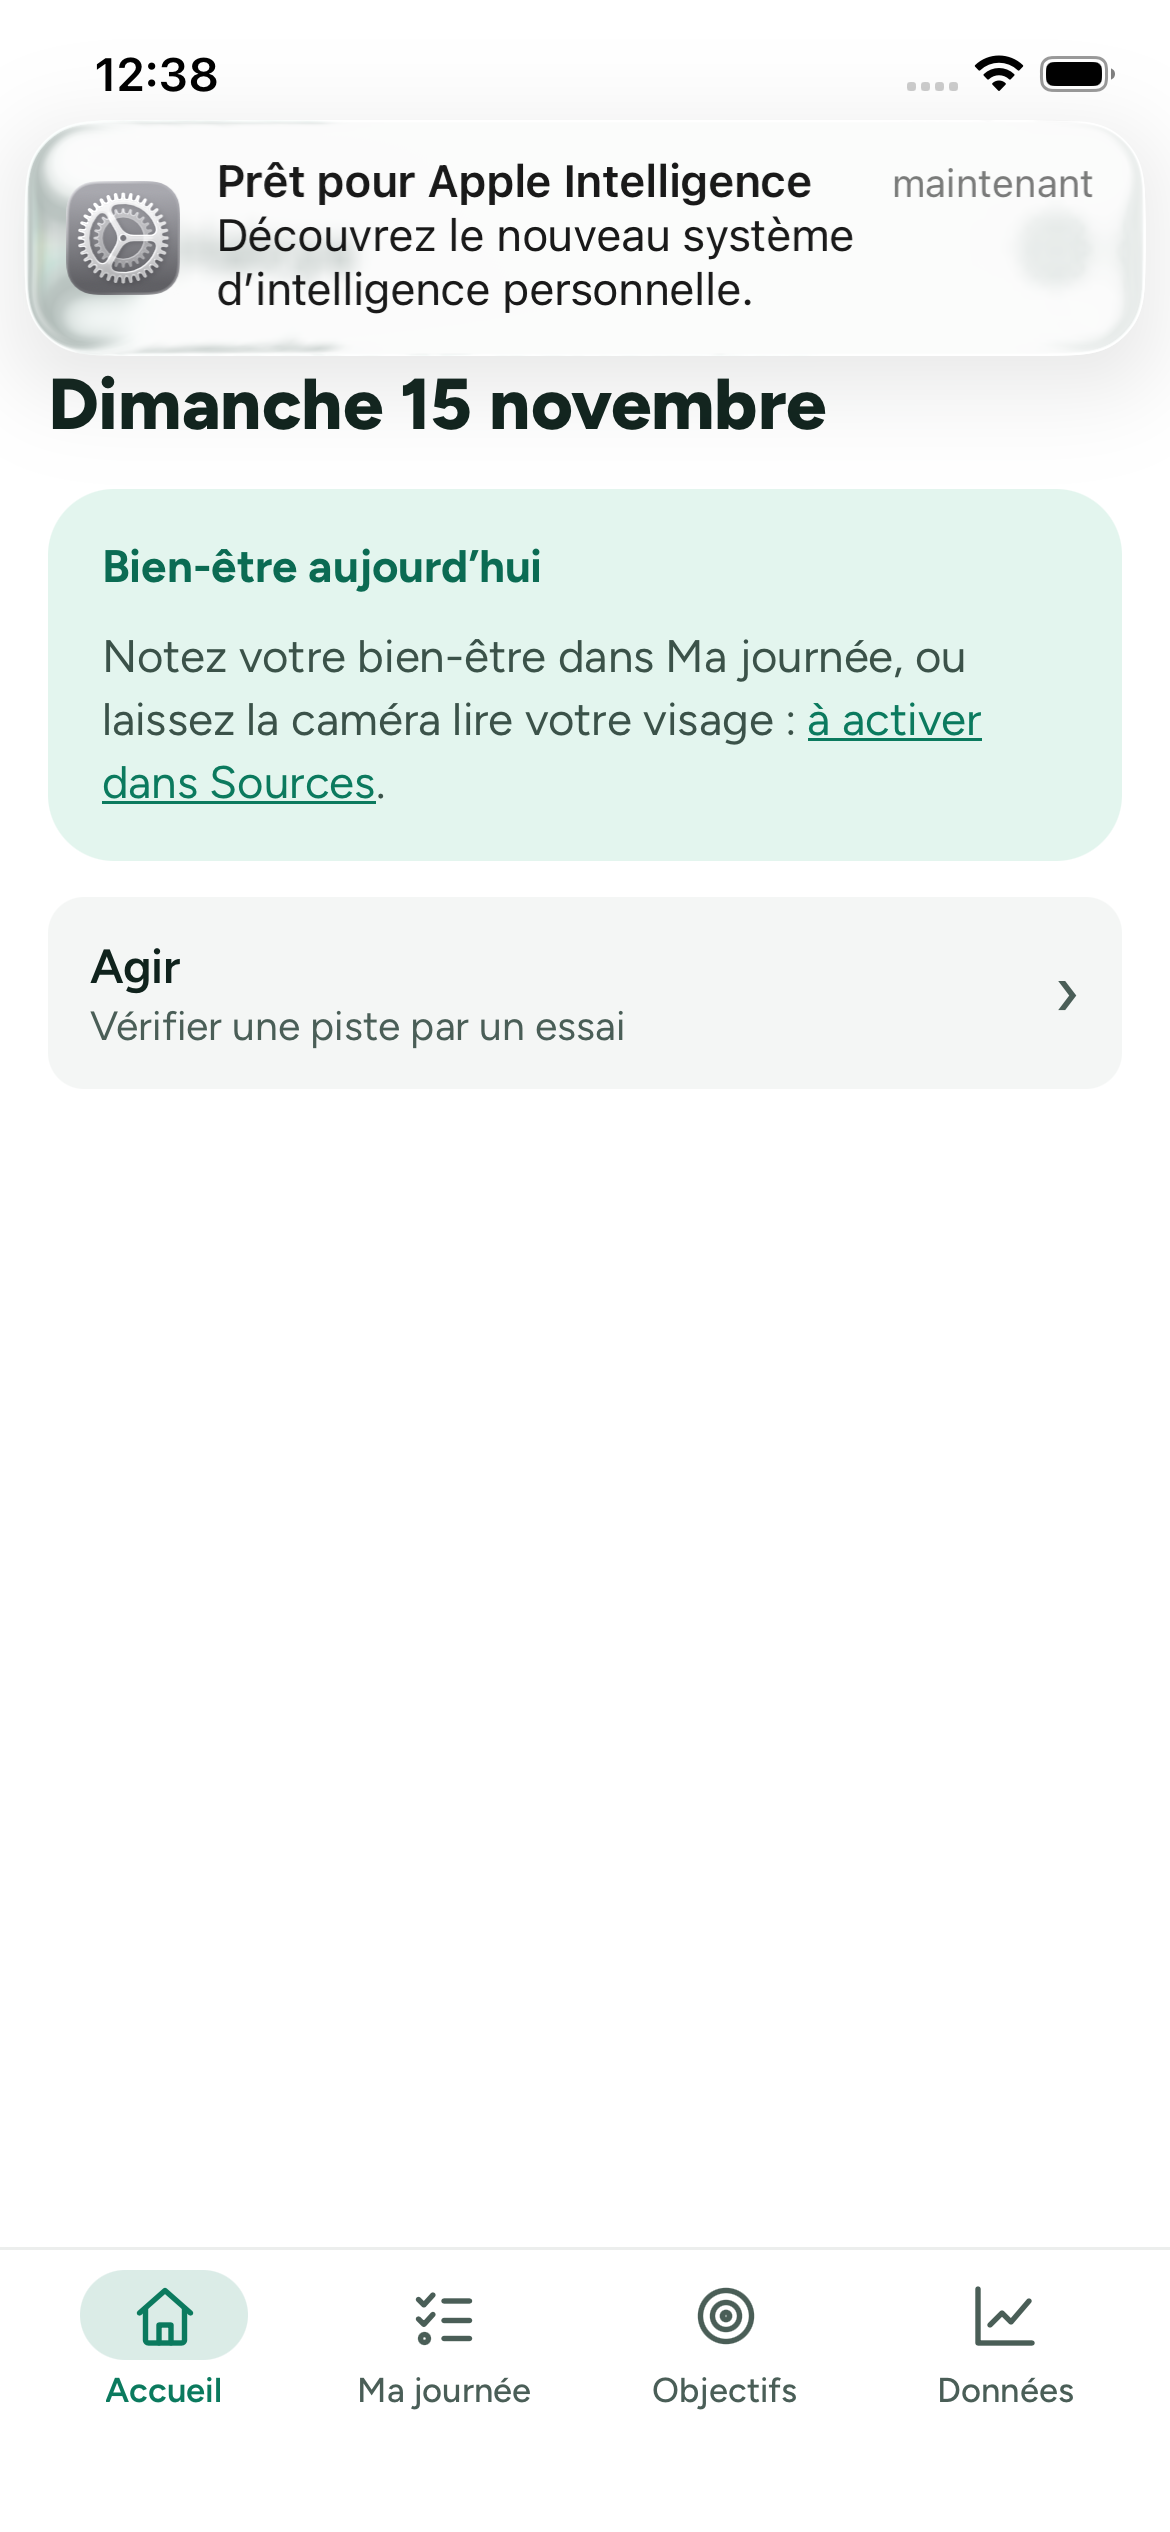 12:38
Prêt pour Apple Intelligence
maintenant
Découvrez le nouveau système
d’intelligence personnelle.
Dimanche 15 novembre
Bien-être aujourd’hui
Notez votre bien-être dans Ma journée, ou
laissez la caméra lire votre visage : à activer
dans Sources.
Agir
Vérifier une piste par un essai
Accueil
Ma journée
Objectifs
Données